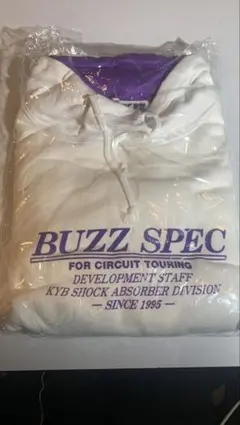 BUZZ SPEC
FOR CIRCUIT TOURING
DEVELOPMENT STAFF
KYB SHOCK ABSORBER DIVISION
— SINCE 1995 —